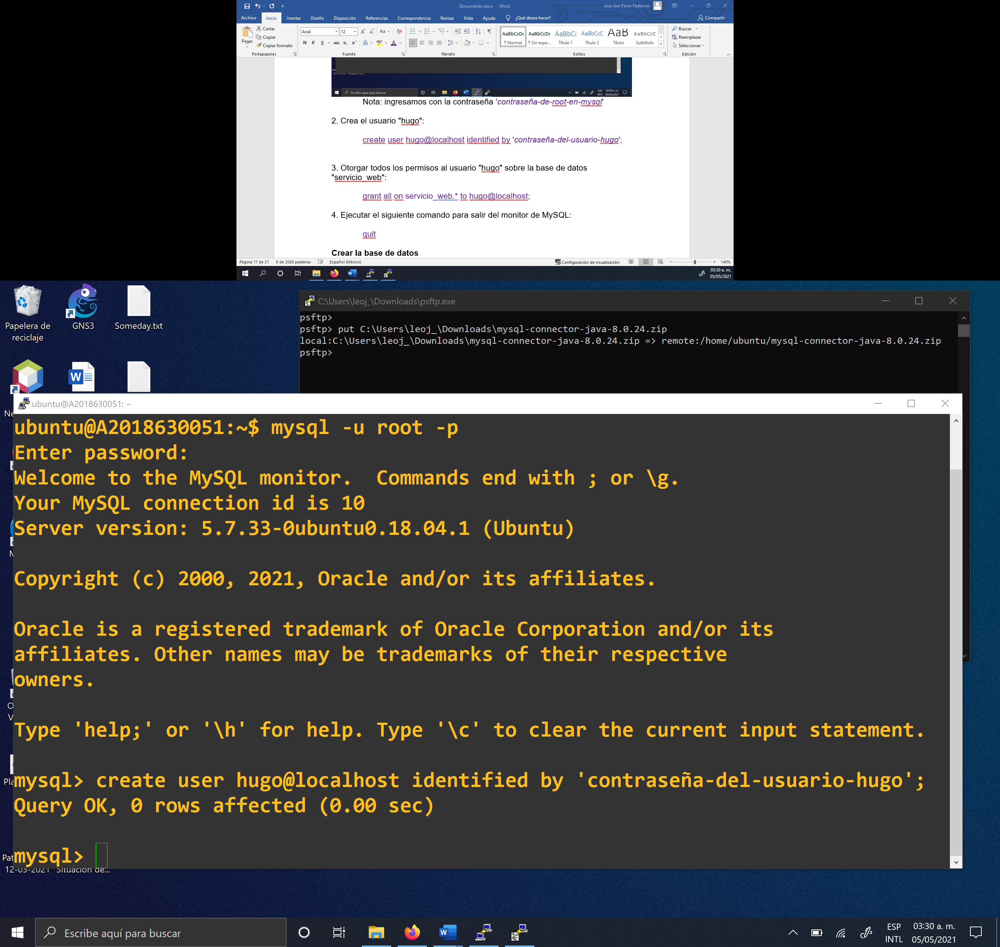 Documento.docx - Word
Jose Joel Perez Federico
Archivo Inicio Insertar Diseño Disposición Referencias Correspondencia Revisar Vista Ayuda ¿Qué desea hacer? Compartir
Pegar
Cortar
Copiar
Copiar formato
Portapapeles
Arial 12
Fuente
Párrafo
AaBbCcDc AaBbCcDc AaBbC( AaBbCcE AaB AaBbCcC
¶ Normal ¶ Sin espa... Título 1 Título 2 Título Subtítulo
Estilos
Buscar
Reemplazar
Seleccionar
Edición
Escribe aquí para buscar
ESP
INTL
03:29 a. m.
05/05/2021
Nota: ingresamos con la contraseña 'contraseña-de-root-en-mysql'
2. Crea el usuario "hugo":
create user hugo@localhost identified by 'contraseña-del-usuario-hugo';
3. Otorgar todos los permisos al usuario "hugo" sobre la base de datos
"servicio_web":
grant all on servicio_web.* to hugo@localhost;
4. Ejecutar el siguiente comando para salir del monitor de MySQL:
quit
Crear la base de datos
Página 17 de 21 6 de 2068 palabras Español (México) Configuración de visualización 140%
03:30 a. m.
05/05/2021
Papelera de
reciclaje
GNS3
Someday.txt
C:\Users\leoj_\Downloads\psftp.exe
psftp>
psftp> put C:\Users\leoj_\Downloads\mysql-connector-java-8.0.24.zip
local:C:\Users\leoj_\Downloads\mysql-connector-java-8.0.24.zip => remote:/home/ubuntu/mysql-connector-java-8.0.24.zip
psftp>
ubuntu@A2018630051: ~
ubuntu@A2018630051:~$ mysql -u root -p
Enter password:
Welcome to the MySQL monitor.  Commands end with ; or \g.
Your MySQL connection id is 10
Server version: 5.7.33-0ubuntu0.18.04.1 (Ubuntu)
Copyright (c) 2000, 2021, Oracle and/or its affiliates.
Oracle is a registered trademark of Oracle Corporation and/or its
affiliates. Other names may be trademarks of their respective
owners.
Type 'help;' or '\h' for help. Type '\c' to clear the current input statement.
mysql> create user hugo@localhost identified by 'contraseña-del-usuario-hugo';
Query OK, 0 rows affected (0.00 sec)
mysql>
12-03-2021 Situación de...
Escribe aquí para buscar
ESP
INTL
03:30 a. m.
05/05/2021